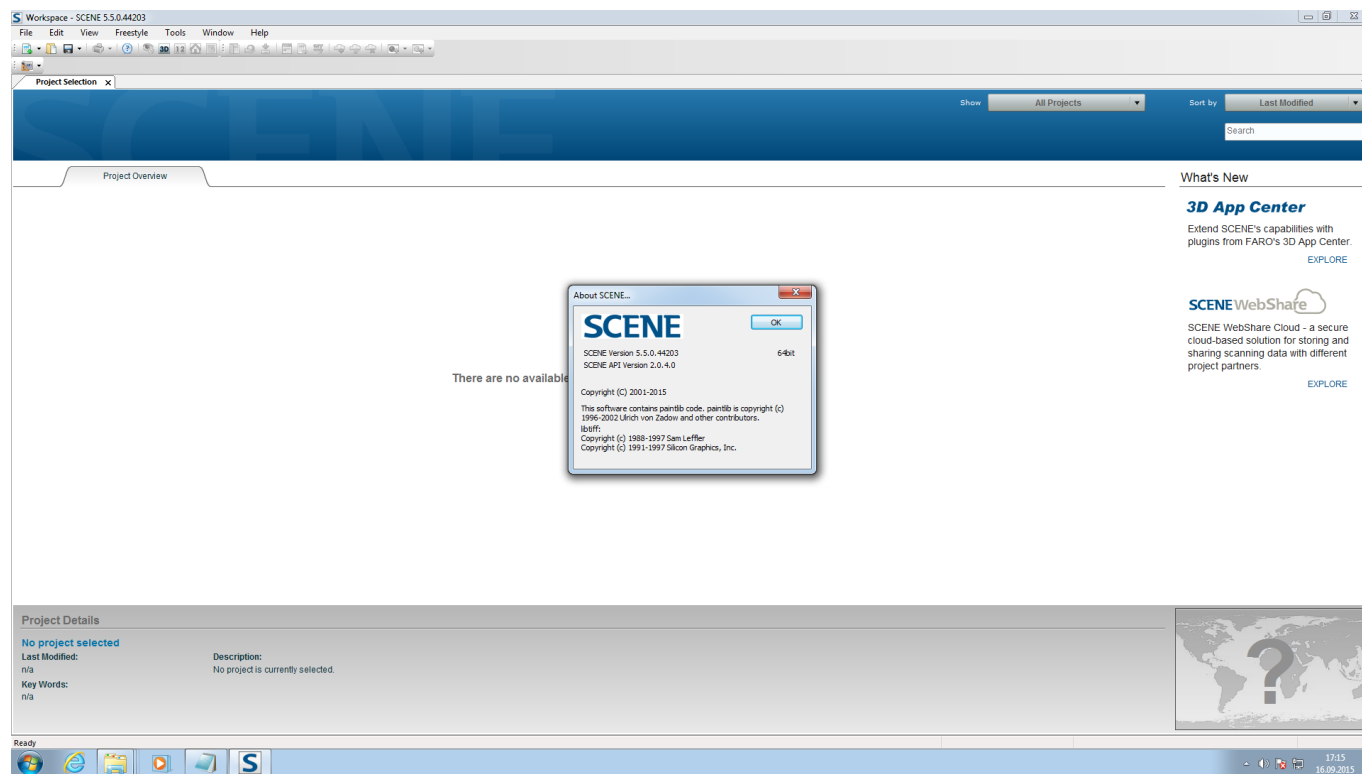 Workspace - SCENE 5.5.0.44203
File Edit View Freestyle Tools Window Help
Project Selection
SCENE
Show All Projects Sort by Last Modified
Search
Project Overview
What's New
3D App Center
Extend SCENE's capabilities with
plugins from FARO's 3D App Center.
EXPLORE
SCENE WebShare
SCENE WebShare Cloud - a secure
cloud-based solution for storing and
sharing scanning data with different
project partners.
EXPLORE
There are no available
About SCENE...
SCENE
OK
SCENE Version 5.5.0.44203 64bit
SCENE API Version 2.0.4.0
Copyright (C) 2001-2015
This software contains paintlib code. paintlib is copyright (c)
1996-2002 Ulrich von Zadow and other contributors.
libtiff:
Copyright (c) 1988-1997 Sam Leffler
Copyright (c) 1991-1997 Silicon Graphics, Inc.
Project Details
No project selected
Last Modified: Description:
n/a No project is currently selected.
Key Words:
n/a
?
Ready
17:15
16.09.2015